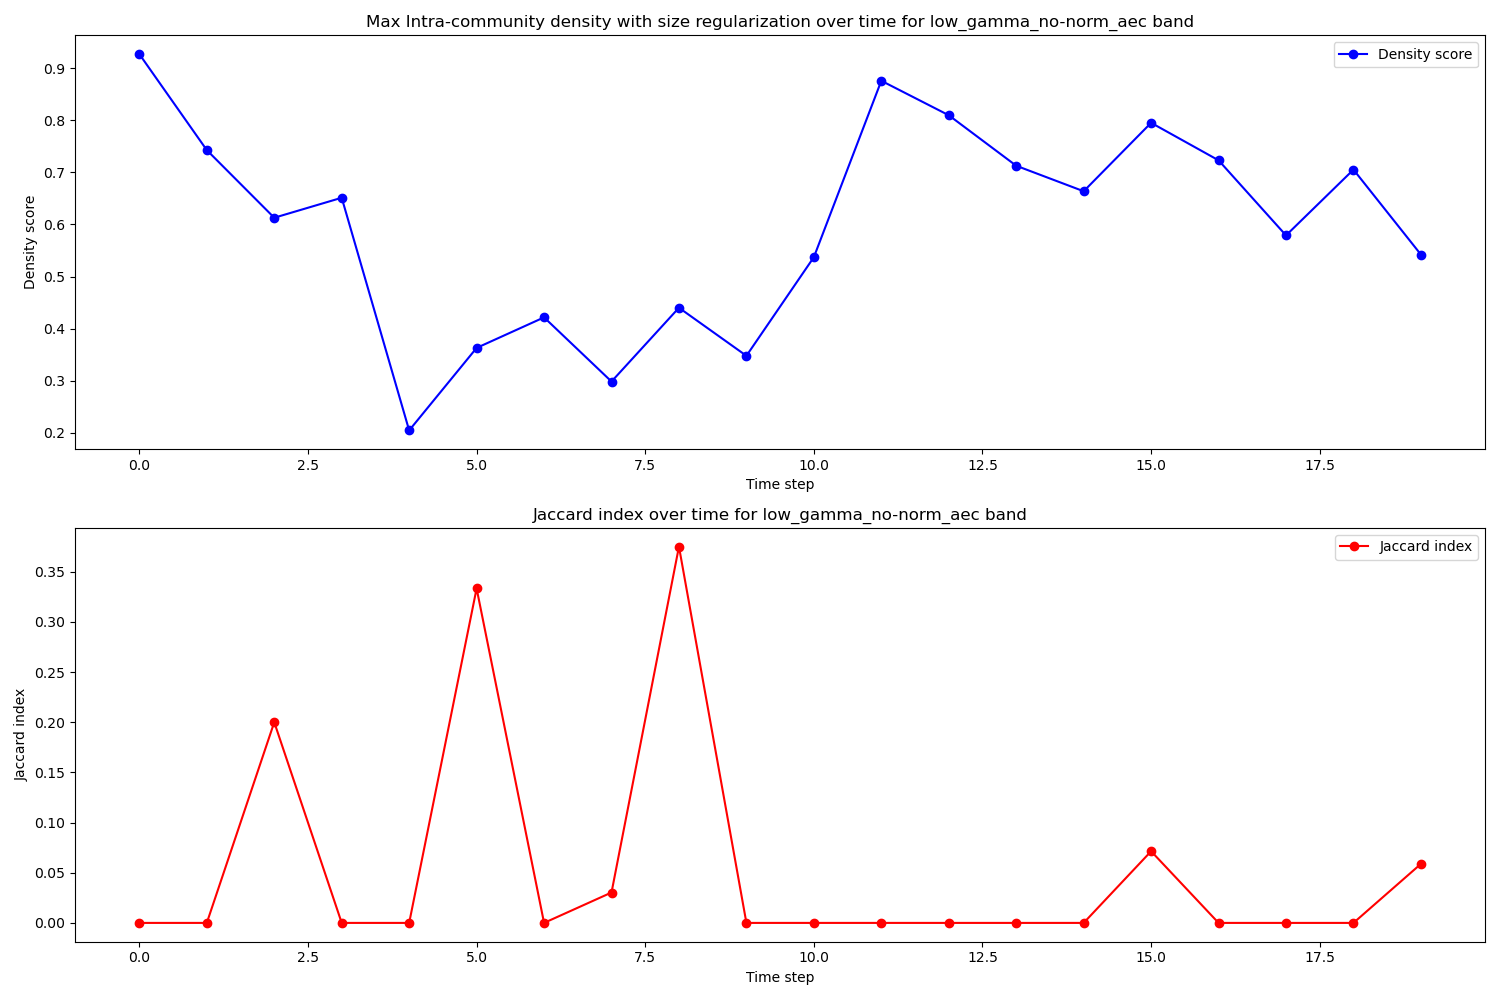 Max Intra-community density with size regularization over time for low_gamma_no-norm_aec band
Density score
0.9
0.8
0.7
0.6
0.5
0.4
0.3
0.2
Density score
0.0 2.5 5.0 7.5 10.0 12.5 15.0 17.5
Time step
Jaccard index over time for low_gamma_no-norm_aec band
Jaccard index
0.35
0.30
0.25
0.20
0.15
0.10
0.05
0.00
Jaccard index
0.0 2.5 5.0 7.5 10.0 12.5 15.0 17.5
Time step